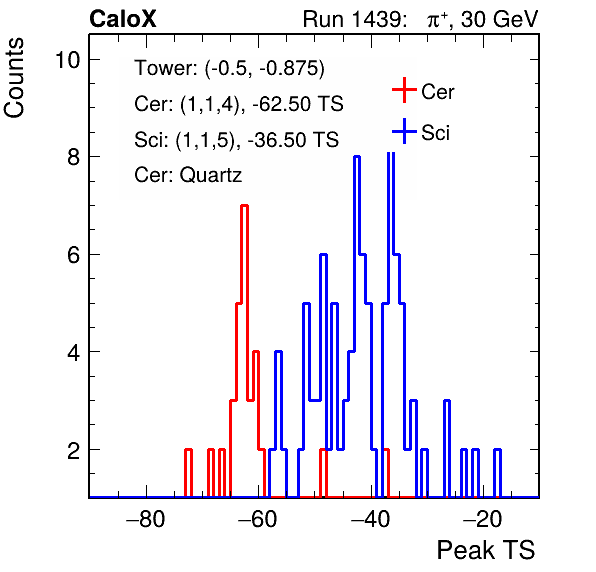 CaloX Run 1439: π⁺, 30 GeV
Counts
Tower: (-0.5, -0.875)
Cer: (1,1,4), -62.50 TS
Sci: (1,1,5), -36.50 TS
Cer: Quartz
Cer
Sci
10
8
6
4
2
−80 −60 −40 −20
Peak TS